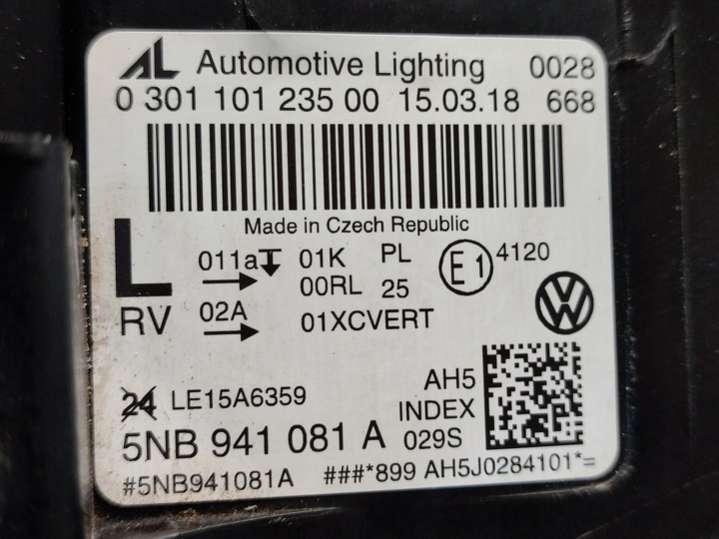 AL Automotive Lighting 0028
0 301 101 235 00 15.03.18 668
Made in Czech Republic
L 011a 01K PL E1 4120
00RL 25
RV 02A 01XCVERT
VW
24 LE15A6359 AH5
INDEX
5NB 941 081 A 029S
#5NB941081A ###*899 AH5J0284101*=